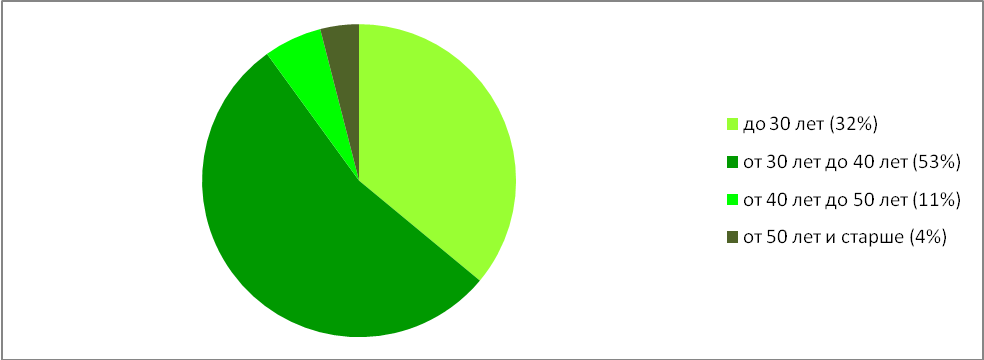 до 30 лет (32%)
от 30 лет до 40 лет (53%)
от 40 лет до 50 лет (11%)
от 50 лет и старше (4%)